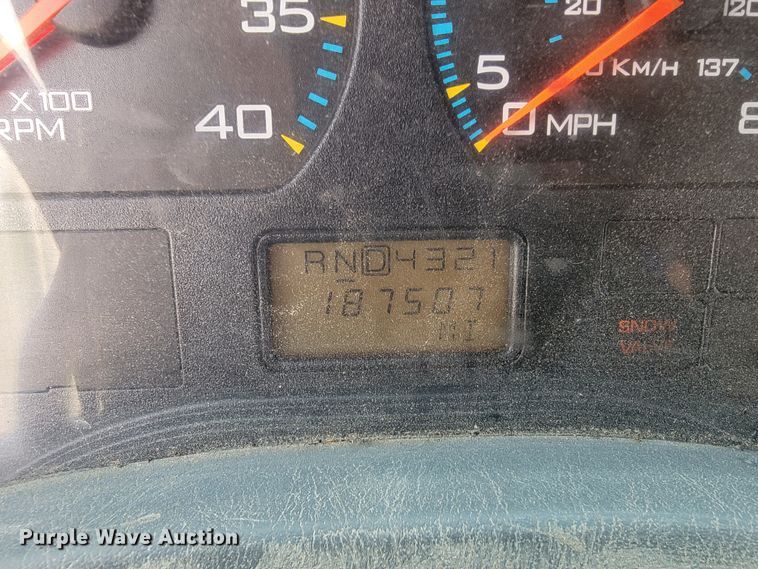 35
20
120
5
KM/H 137
X 100
RPM
40
0 MPH
8
RND4321
187507
MI
SNOW
VALVE
Purple Wave Auction